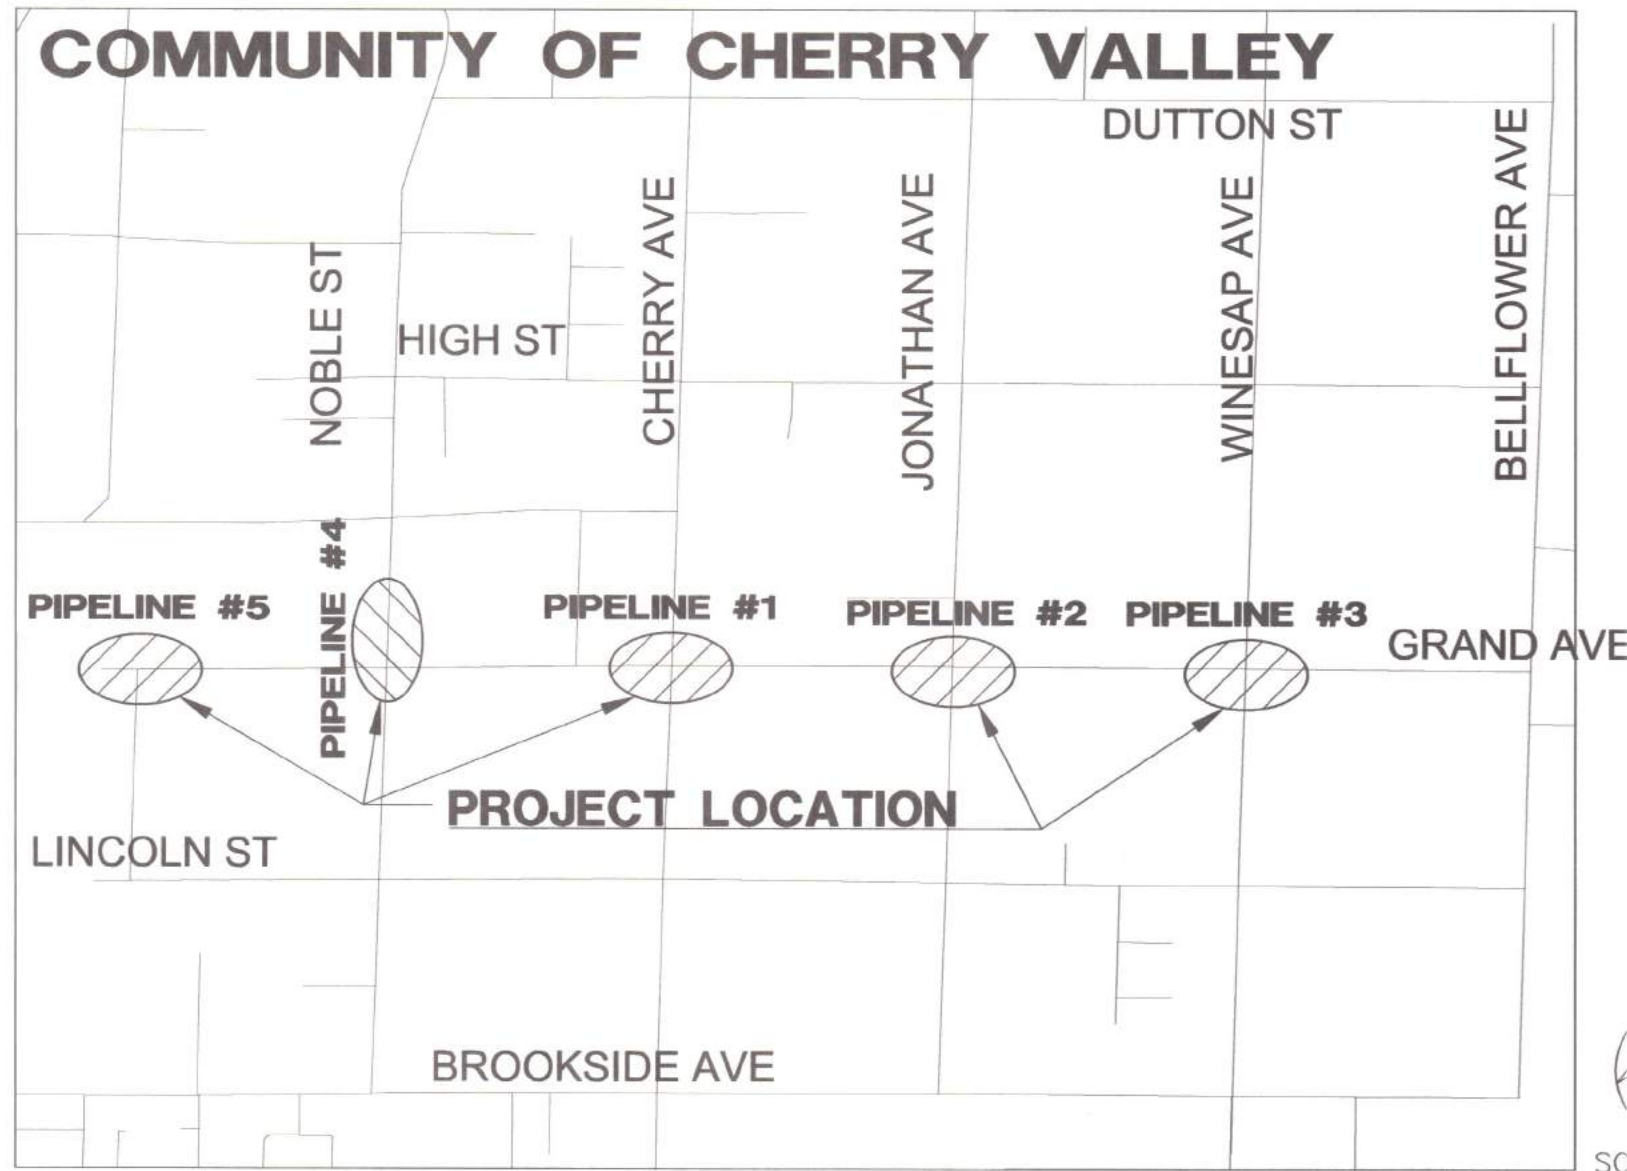 COMMUNITY OF CHERRY VALLEY
DUTTON ST
NOBLE ST
HIGH ST
CHERRY AVE
JONATHAN AVE
WINESAP AVE
BELLFLOWER AVE
PIPELINE #5
PIPELINE #4
PIPELINE #1
PIPELINE #2
PIPELINE #3
GRAND AVE
PROJECT LOCATION
LINCOLN ST
BROOKSIDE AVE